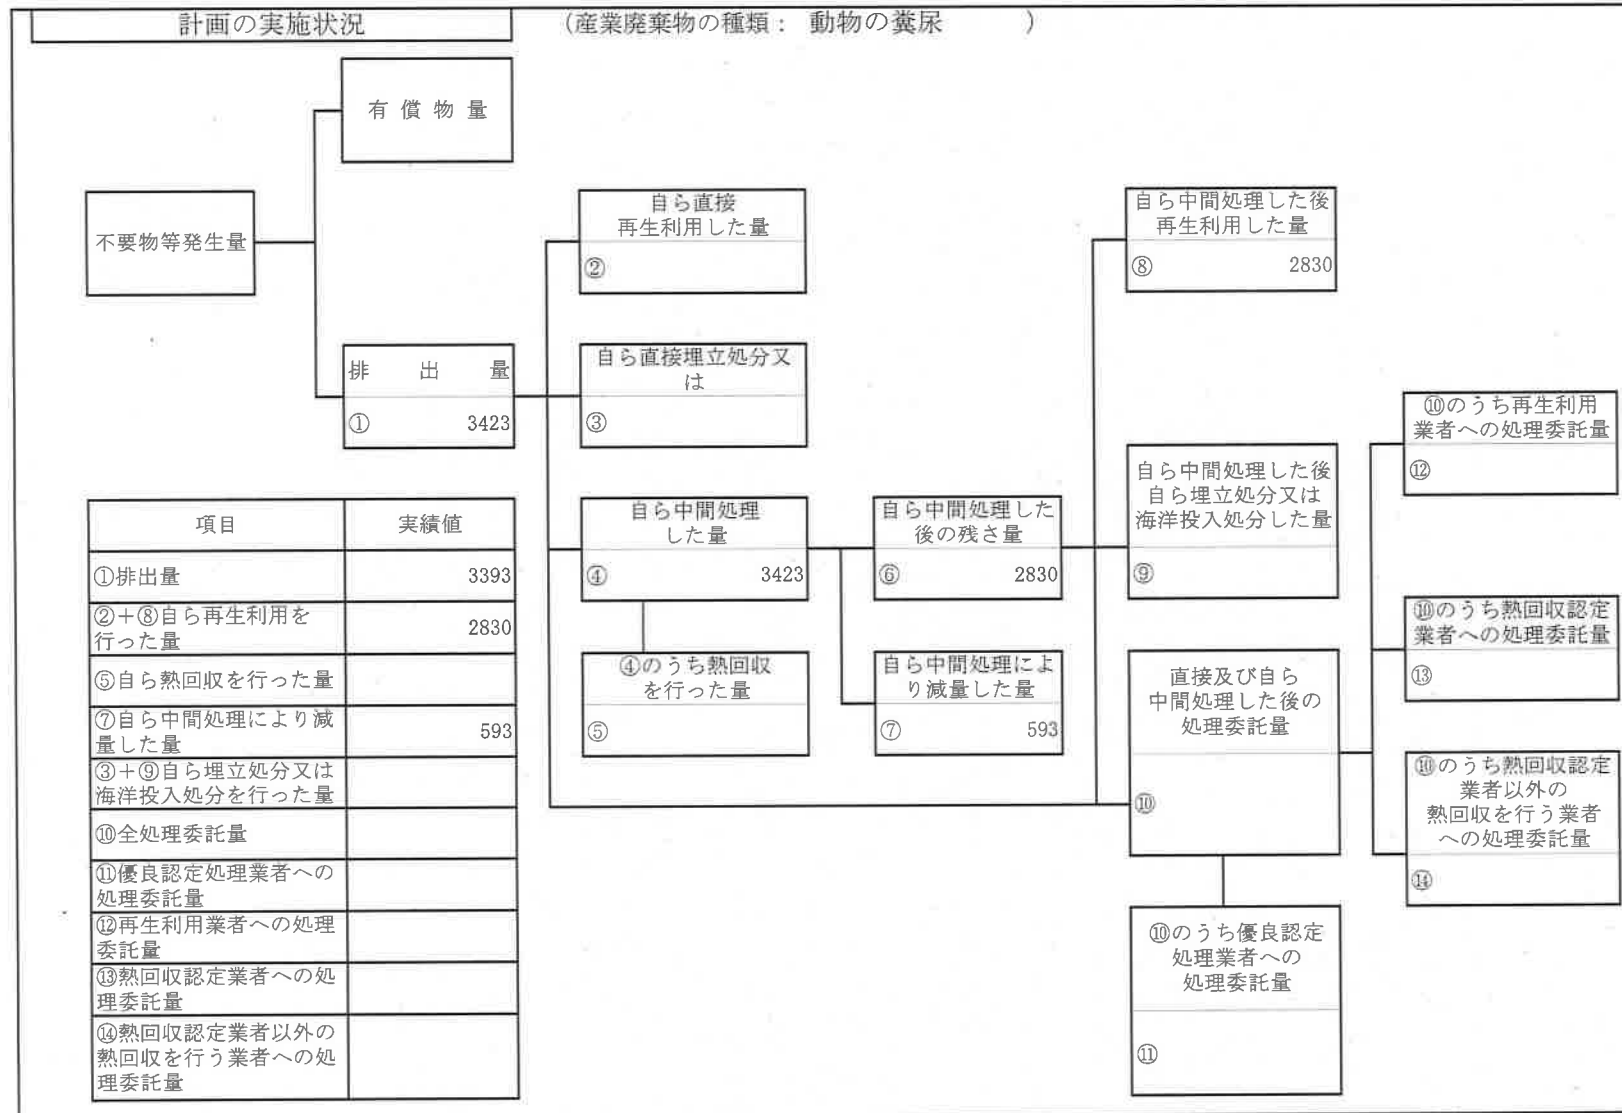 計画の実施状況
（産業廃棄物の種類： 動物の糞尿 ）
有償物量
不要物等発生量
排出量
① 3423
自ら直接
再生利用した量
②
自ら直接埋立処分又
は
③
自ら中間処理
した量
④ 3423
④のうち熱回収
を行った量
⑤
自ら中間処理した
後の残さ量
⑥ 2830
自ら中間処理によ
り減量した量
⑦ 593
自ら中間処理した後
再生利用した量
⑧ 2830
自ら中間処理した後
自ら埋立処分又は
海洋投入処分した量
⑨
直接及び自ら
中間処理した後の
処理委託量
⑩
⑩のうち優良認定
処理業者への
処理委託量
⑪
⑩のうち再生利用
業者への処理委託量
⑫
⑩のうち熱回収認定
業者への処理委託量
⑬
⑩のうち熱回収認定
業者以外の
熱回収を行う業者
への処理委託量
⑭
項目 実績値
①排出量 3393
②＋⑧自ら再生利用を
行った量 2830
⑤自ら熱回収を行った量
⑦自ら中間処理により減
量した量 593
③＋⑨自ら埋立処分又は
海洋投入処分を行った量
⑩全処理委託量
⑪優良認定処理業者への
処理委託量
⑫再生利用業者への処理
委託量
⑬熱回収認定業者への処
理委託量
⑭熱回収認定業者以外の
熱回収を行う業者への処
理委託量